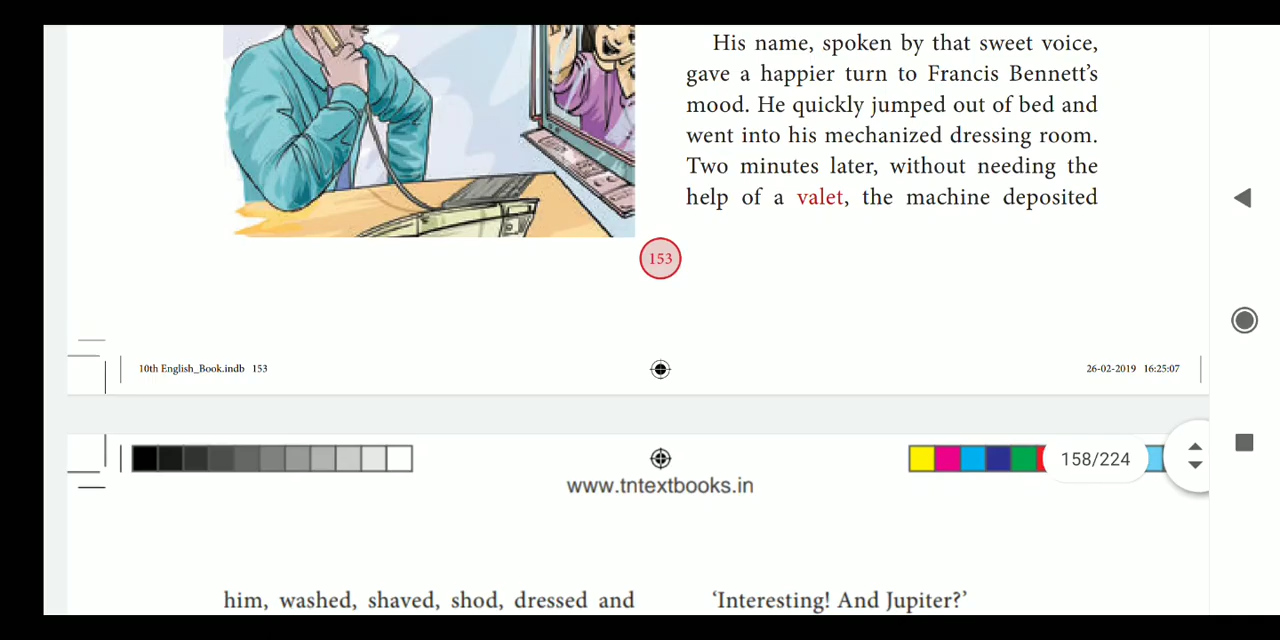 His name, spoken by that sweet voice,
gave a happier turn to Francis Bennett’s
mood. He quickly jumped out of bed and
went into his mechanized dressing room.
Two minutes later, without needing the
help of a valet, the machine deposited
153
10th English_Book.indb 153
26-02-2019 16:25:07
158/224
www.tntextbooks.in
him, washed, shaved, shod, dressed and
‘Interesting! And Jupiter?’